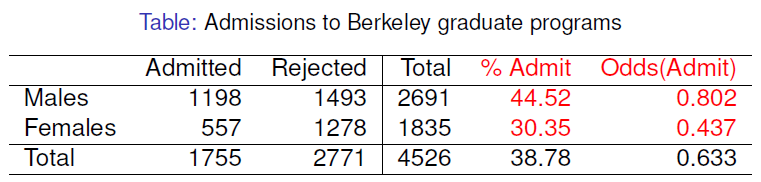 Table: Admissions to Berkeley graduate programs
Admitted Rejected Total % Admit Odds(Admit)
Males 1198 1493 2691 44.52 0.802
Females 557 1278 1835 30.35 0.437
Total 1755 2771 4526 38.78 0.633